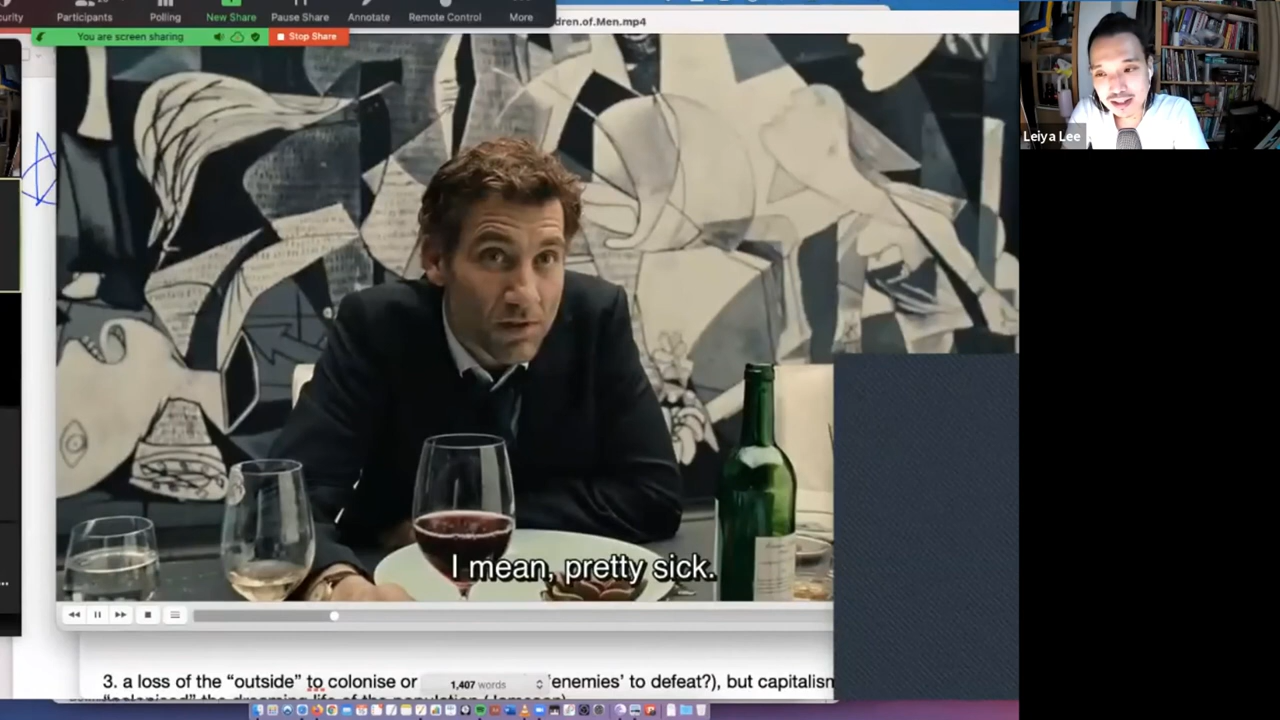 curity
Participants
Polling
New Share
Pause Share
Annotate
Remote Control
More
dren.of.Men.mp4
You are screen sharing
Stop Share
Leiya Lee
I mean, pretty sick.
3. a loss of the “outside” to colonise or
1,407 words
‘enemies’ to defeat?), but capitalism